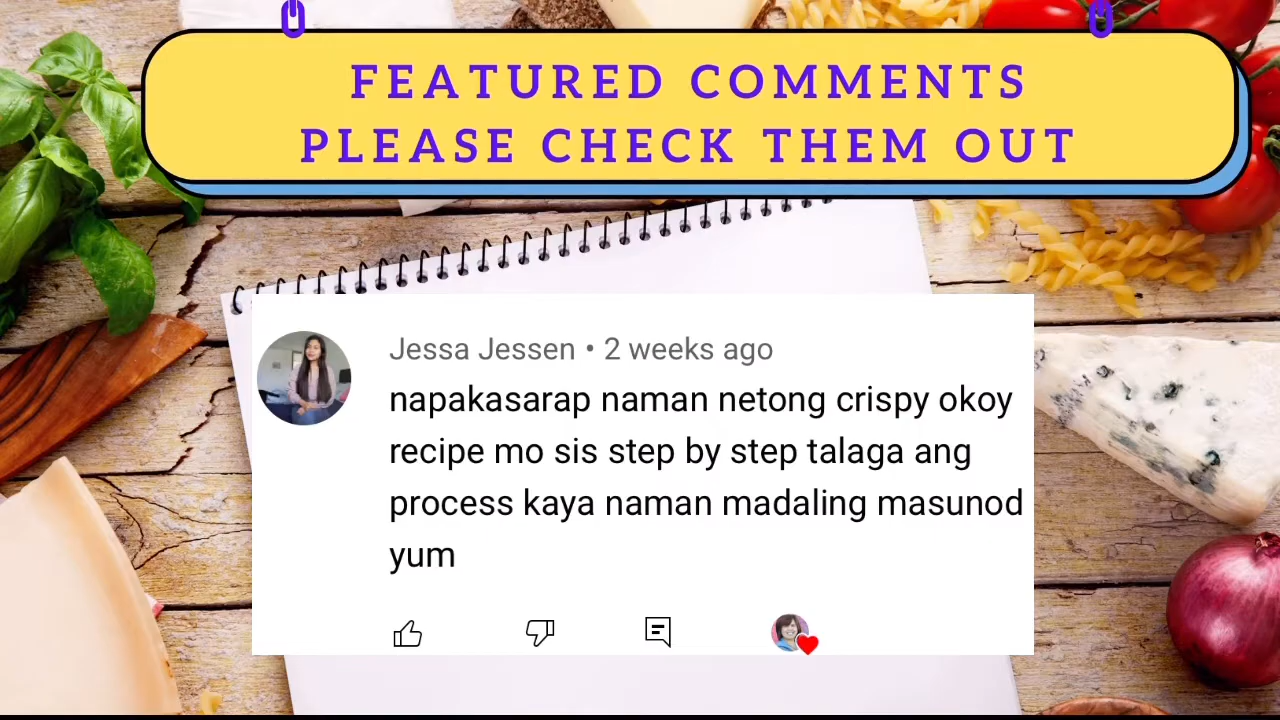 FEATURED COMMENTS
PLEASE CHECK THEM OUT
Jessa Jessen • 2 weeks ago
napakasarap naman netong crispy okoy
recipe mo sis step by step talaga ang
process kaya naman madaling masunod
yum